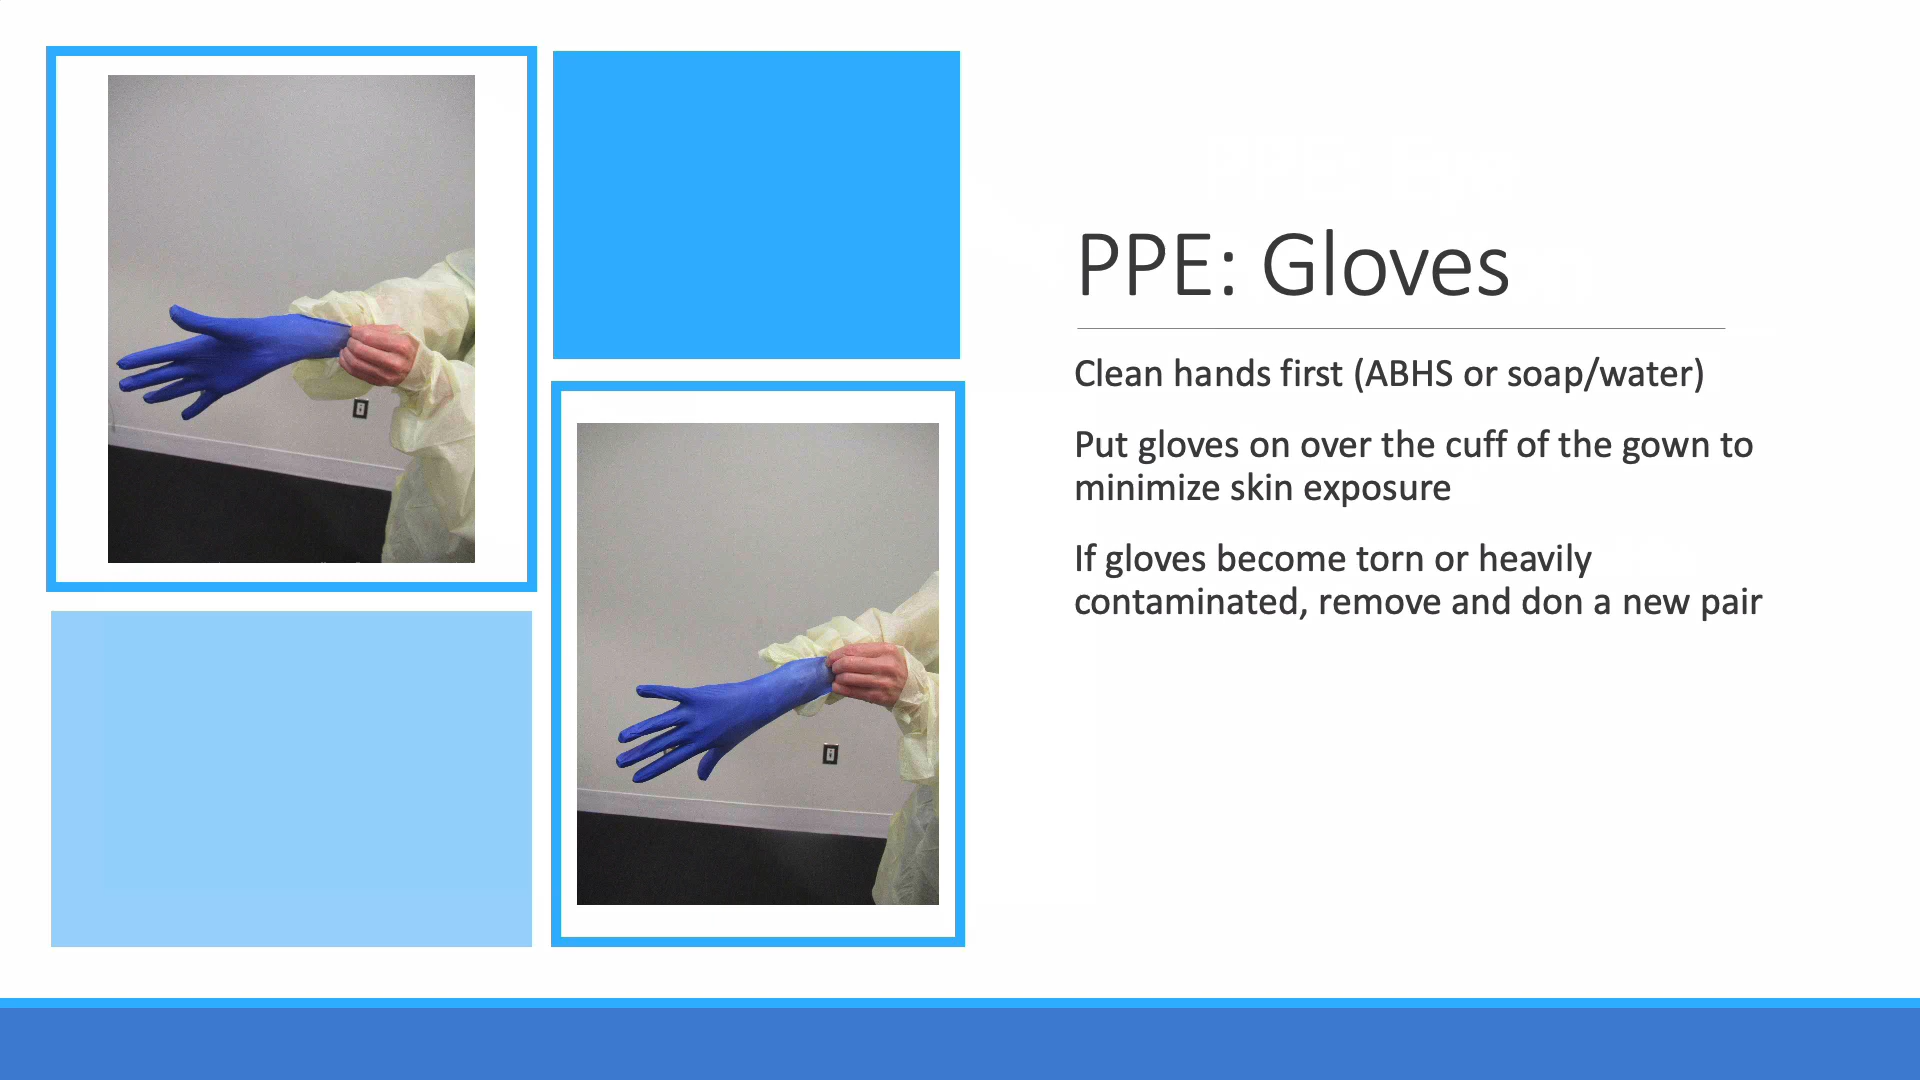 PPE: Gloves
Clean hands first (ABHS or soap/water)
Put gloves on over the cuff of the gown to
minimize skin exposure
If gloves become torn or heavily
contaminated, remove and don a new pair